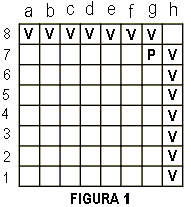 a b c d e f g h
8 V V V V V V V
7 P V
6 V
5 V
4 V
3 V
2 V
1 V
FIGURA 1